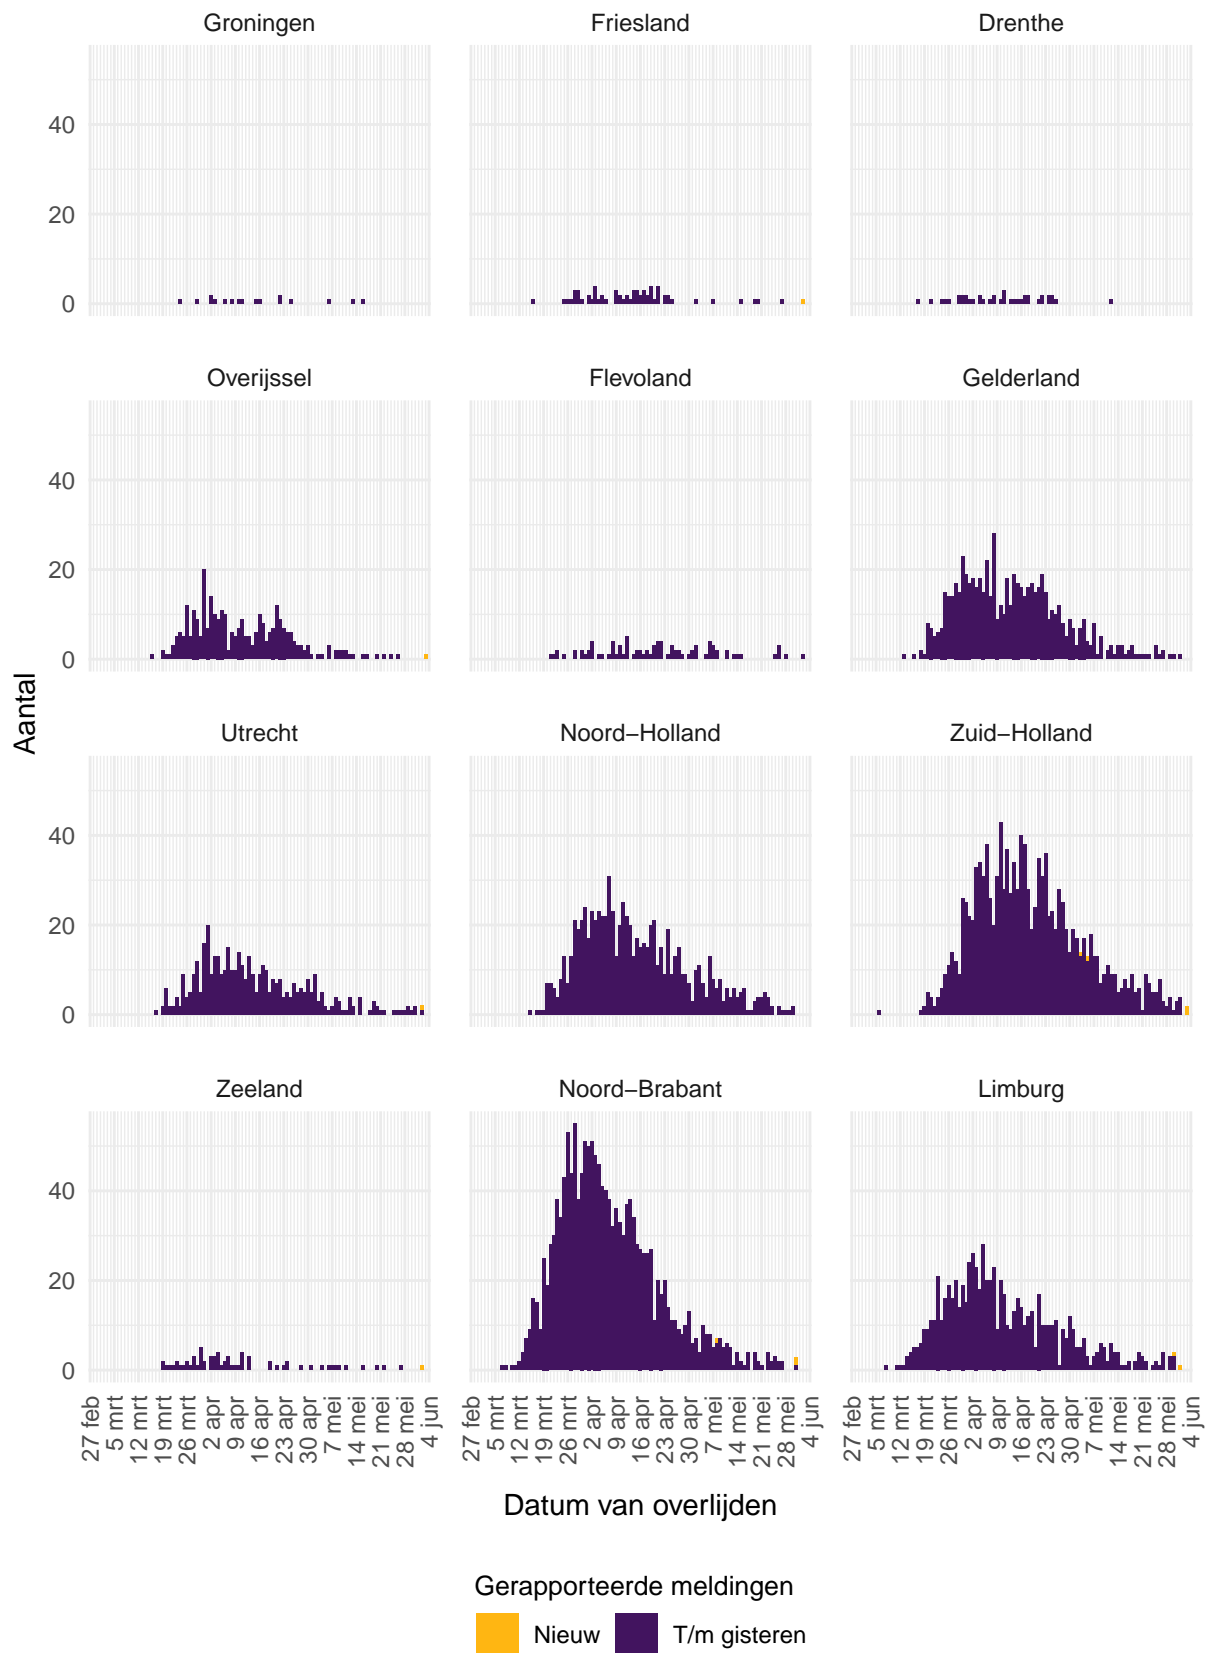 Groningen Friesland Drenthe
40
20
0
Overijssel Flevoland Gelderland
40
20
0
Aantal
Utrecht Noord−Holland Zuid−Holland
40
20
0
Zeeland Noord−Brabant Limburg
40
20
0
27 feb 5 mrt 12 mrt 19 mrt 26 mrt 2 apr 9 apr 16 apr 23 apr 30 apr 7 mei 14 mei 21 mei 28 mei 4 jun
27 feb 5 mrt 12 mrt 19 mrt 26 mrt 2 apr 9 apr 16 apr 23 apr 30 apr 7 mei 14 mei 21 mei 28 mei 4 jun
27 feb 5 mrt 12 mrt 19 mrt 26 mrt 2 apr 9 apr 16 apr 23 apr 30 apr 7 mei 14 mei 21 mei 28 mei 4 jun
Datum van overlijden
Gerapporteerde meldingen
Nieuw T/m gisteren